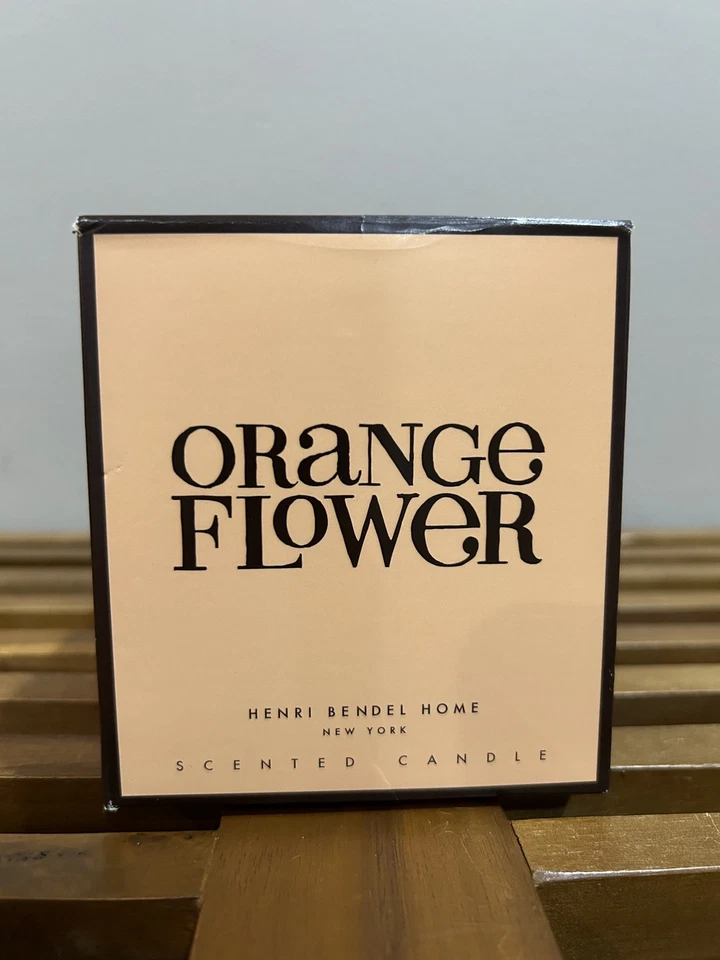 ORaNGe
FLoWeR
HENRI BENDEL HOME
NEW YORK
SCENTED CANDLE